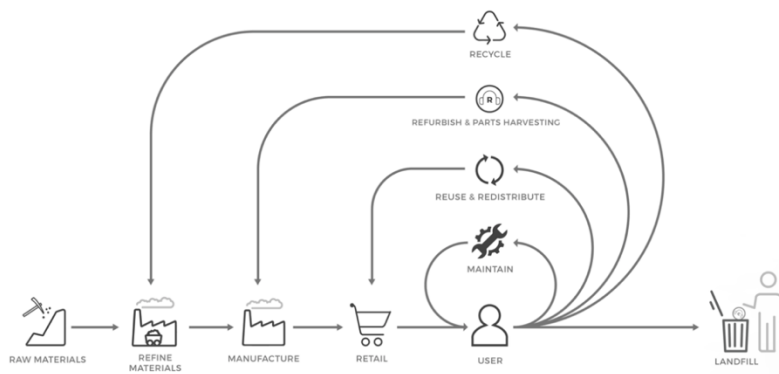 RECYCLE
R
REFURBISH & PARTS HARVESTING
REUSE & REDISTRIBUTE
MAINTAIN
RAW MATERIALS
REFINE
MATERIALS
MANUFACTURE
RETAIL
USER
LANDFILL